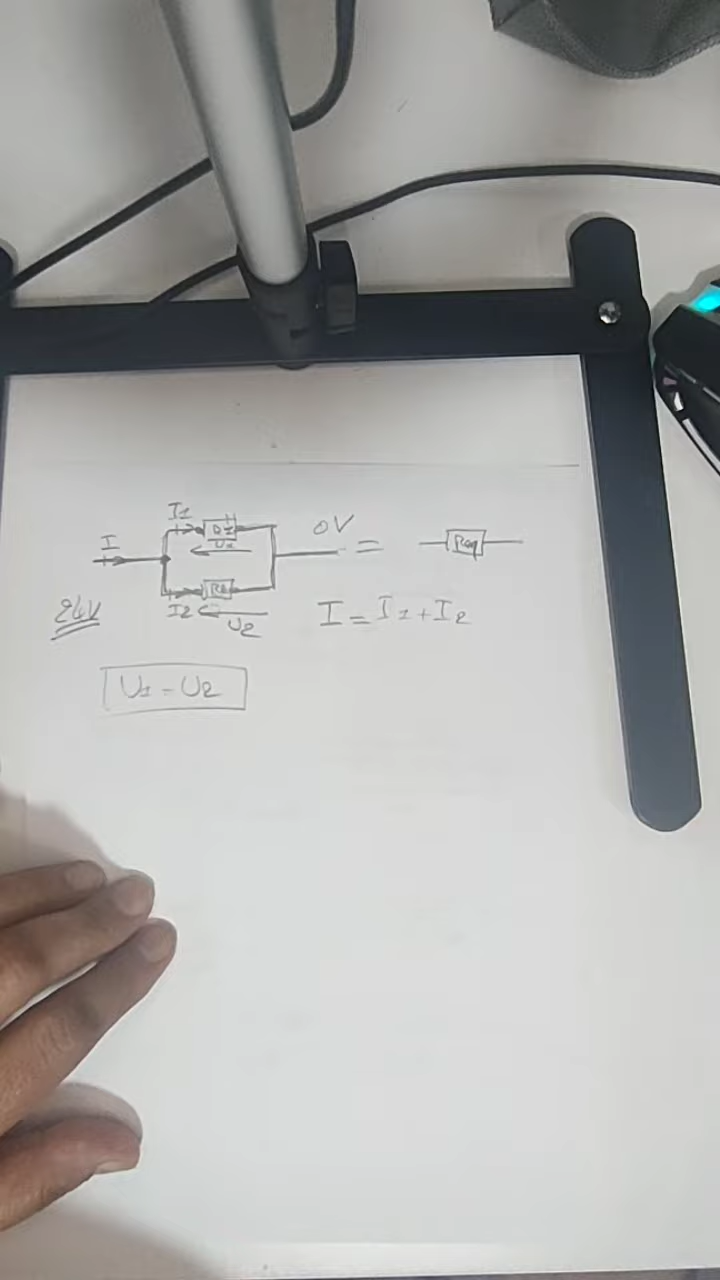 I1
I R1 0V = Req
U1
R2
24V I2 U2 I = I1 + I2
U1 = U2